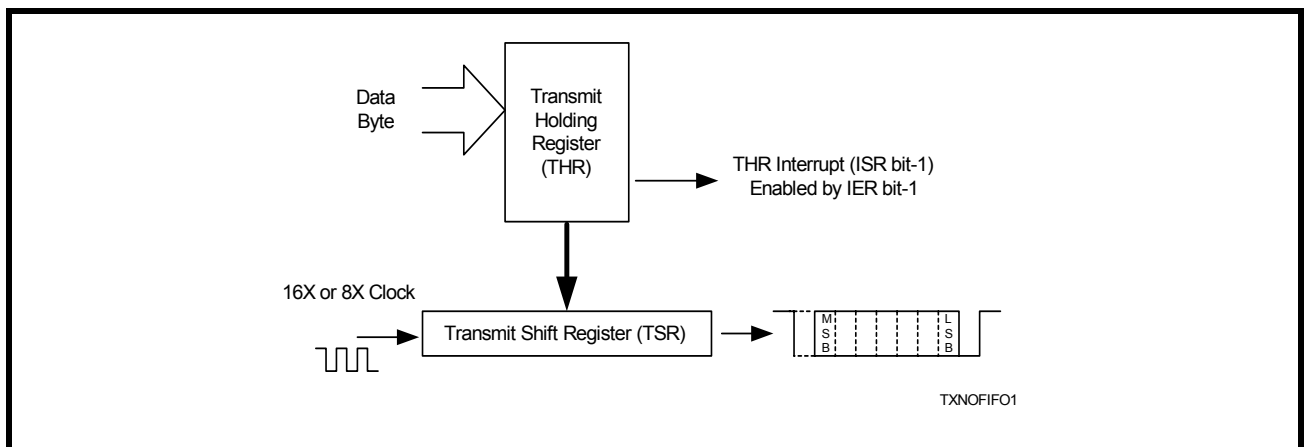 Data
Byte
Transmit
Holding
Register
(THR)
THR Interrupt (ISR bit-1)
Enabled by IER bit-1
16X or 8X Clock
Transmit Shift Register (TSR)
M
S
B
L
S
B
TXNOFIFO1